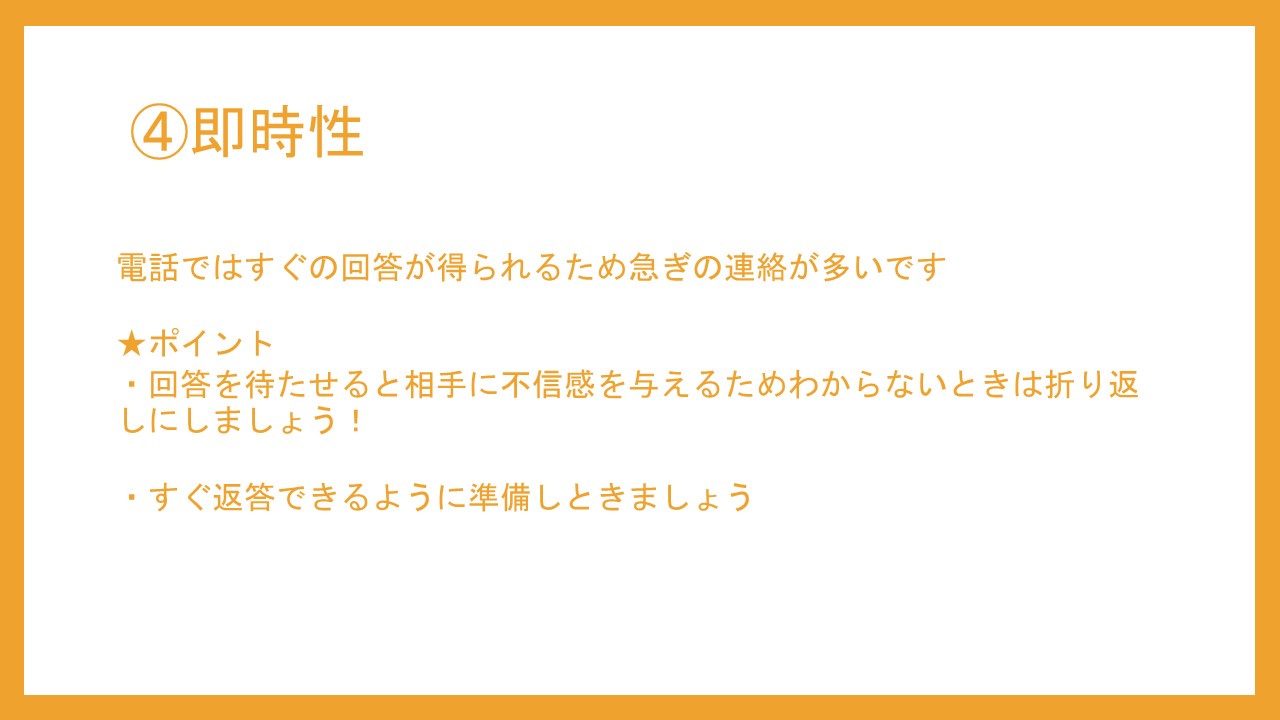 ④即時性
電話ではすぐの回答が得られるため急ぎの連絡が多いです
★ポイント
・回答を待たせると相手に不信感を与えるためわからないときは折り返
しにしましょう！
・すぐ返答できるように準備しときましょう